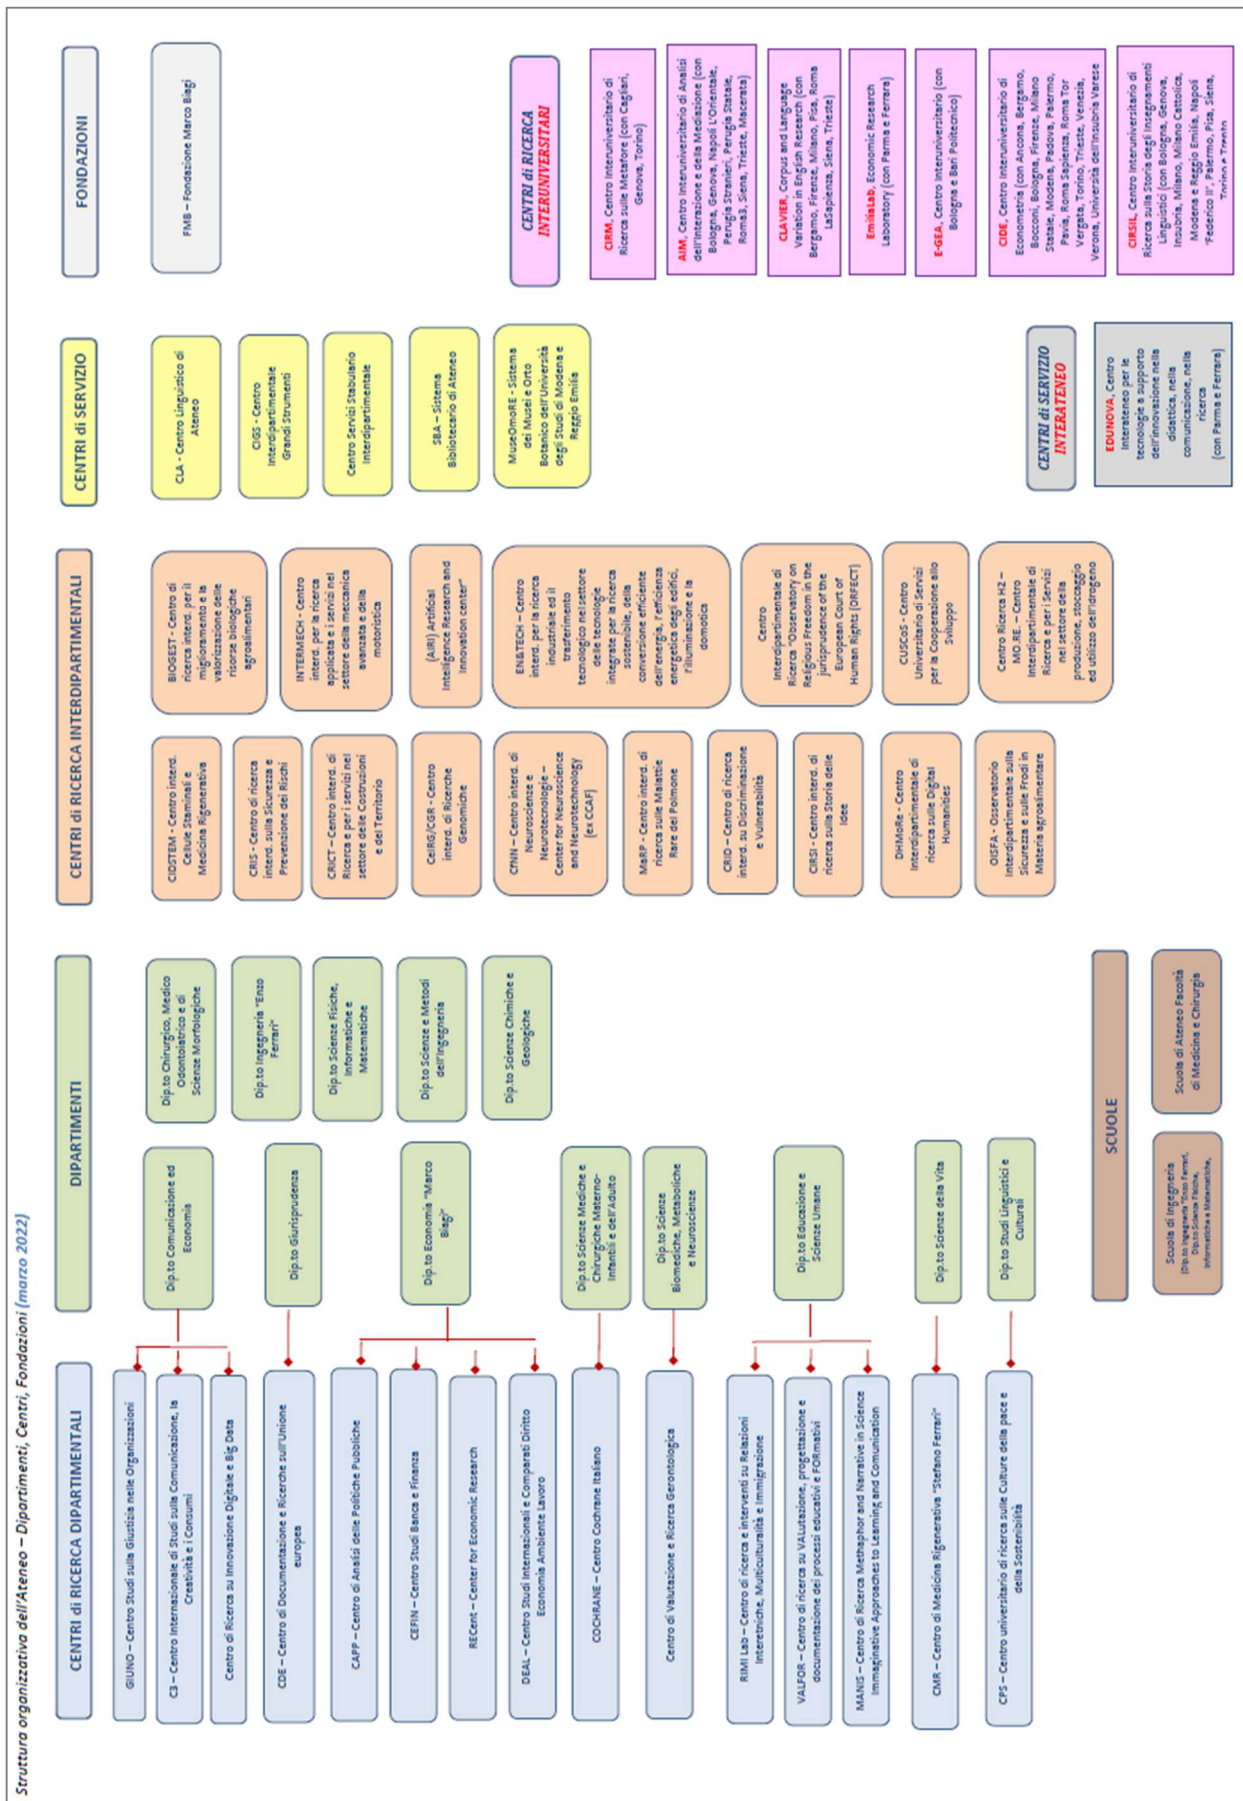 Struttura organizzativa dell'Ateneo – Dipartimenti, Centri, Fondazioni (marzo 2022)
CENTRI di RICERCA DIPARTIMENTALI
GIUNO – Centro Studi sulla Giustizia nelle Organizzazioni
C3 – Centro Internazionale di Studi sulla Comunicazione, la
Creatività e i Consumi
Centro di Ricerca su Innovazione Digitale e Big Data
CDE – Centro di Documentazione e Ricerche sull'Unione
europea
CAPP – Centro di Analisi delle Politiche Pubbliche
CEFIN – Centro Studi Banca e Finanza
RECent – Center for Economic Research
DEAL – Centro Studi Internazionali e Comparati Diritto
Economia Ambiente Lavoro
COCHRANE – Centro Cochrane Italiano
Centro di Valutazione e Ricerca Gerontologica
RIMI Lab – Centro di ricerca e interventi su Relazioni
Interetniche, Multiculturalità e Immigrazione
VALFOR – Centro di ricerca su VALutazione, progettazione e
documentazione dei processi educativi e FORmativi
MANIS – Centro di Ricerca Methaphor and Narrative in Science
Immaginative Approaches to Learning and Comunication
CMR – Centro di Medicina Rigenerativa "Stefano Ferrari"
CPS – Centro universitario di ricerca sulle Culture della pace e
della Sostenibilità
DIPARTIMENTI
Dip.to Comunicazione ed
Economia
Dip.to Giurisprudenza
Dip.to Economia "Marco
Biagi"
Dip.to Scienze Mediche e
Chirurgiche Materno-
Infantili e dell'Adulto
Dip.to Scienze
Biomediche, Metaboliche
e Neuroscienze
Dip.to Educazione e
Scienze Umane
Dip.to Scienze della Vita
Dip.to Studi Linguistici e
Culturali
Dip.to Chirurgico, Medico
Odontoiatrico e di
Scienze Morfologiche
Dip.to Ingegneria "Enzo
Ferrari"
Dip.to Scienze Fisiche,
Informatiche e
Matematiche
Dip.to Scienze e Metodi
dell'Ingegneria
Dip.to Scienze Chimiche e
Geologiche
SCUOLE
Scuola di Ingegneria
(Dip.to Ingegneria "Enzo Ferrari,
Dip.to Scienze Fisiche,
Informatiche e Matematiche,
Scuola di Ateneo Facoltà
di Medicina e Chirurgia
CENTRI di RICERCA INTERDIPARTIMENTALI
CIDSTEM - Centro interd.
Cellule Staminali e
Medicina Rigenerativa
CRIS - Centro di ricerca
interd. sulla Sicurezza e
Prevenzione dei Rischi
CRICT – Centro interd. di
Ricerca e per i servizi nel
settore delle Costruzioni
e del Territorio
CeIRG/CGR - Centro
interd. di Ricerche
Genomiche
CfNN – Centro interd. di
Neuroscienze e
Neurotecnologie –
Center for Neuroscience
and Neurotechnology
(ex CCAF)
MaRP - Centro interd. di
ricerca sulle Malattie
Rare del Polmone
CRID – Centro di ricerca
interd. su Discriminazione
e Vulnerabilità
CIRSI - Centro interd. di
ricerca sulla Storia delle
Idee
DHMoRe - Centro
Interdipartimentale di
ricerca sulle Digital
Humanities
OISFA - Osservatorio
Interdipartimentale sulla
Sicurezza e sulle Frodi in
Materia agroalimentare
BIOGEST - Centro di
ricerca interd. per il
miglioramento e la
valorizzazione delle
risorse biologiche
agroalimentari
INTERMECH - Centro
interd. per la ricerca
applicata e i servizi nel
settore della meccanica
avanzata e della
motoristica
(AIRI) Artificial
Intelligence Research and
Innovation center"
EN&TECH – Centro
interd. per la ricerca
industriale ed il
trasferimento
tecnologico nel settore
delle tecnologie
integrate per la ricerca
sostenibile, della
conversione efficiente
dell'energia, l'efficienza
energetica degli edifici,
l'illuminazione e la
domotica
Centro
Interdipartimentale di
Ricerca "Observatory on
Religious Freedom in the
jurisprudence of the
European Court of
Human Rights (ORFECT)
CUSCoS - Centro
Universitario di Servizi
per la Cooperazione allo
Sviluppo
Centro Ricerca H2 –
MO.RE. – Centro
Interdipartimentale di
Ricerca e per i Servizi
nel settore della
produzione, stoccaggio
ed utilizzo dell'idrogeno
CENTRI di SERVIZIO
CLA - Centro Linguistico di
Ateneo
CIGS - Centro
Interdipartimentale
Grandi Strumenti
Centro Servizi Stabulario
Interdipartimentale
SBA – Sistema
Bibliotecario di Ateneo
MuseOmoRE - Sistema
dei Musei e Orto
Botanico dell'Università
degli Studi di Modena e
Reggio Emilia
CENTRI di SERVIZIO
INTERATENEO
EDUNOVA, Centro
Interateneo per le
tecnologie a supporto
dell'innovazione nella
didattica, nella
comunicazione, nella
ricerca
(con Parma e Ferrara)
FONDAZIONI
FMB – Fondazione Marco Biagi
CENTRI di RICERCA
INTERUNIVERSITARI
CIRM, Centro Interuniversitario di
Ricerca sulle Metafore (con Cagliari,
Genova, Torino)
AIM, Centro Interuniversitario di Analisi
dell'Interazione e della Mediazione (con
Bologna, Genova, Napoli L'Orientale,
Perugia Stranieri, Perugia Statale,
Roma3, Siena, Trieste, Macerata)
CLAVIER, Corpus and Language
Variation in English Research (con
Bergamo, Firenze, Milano, Pisa, Roma
LaSapienza, Siena, Trieste)
EmiliaLab, Economic Research
Laboratory (con Parma e Ferrara)
E-GEA, Centro Interuniversitario (con
Bologna e Bari Politecnico)
CIDE, Centro Interuniversitario di
Econometria (con Ancona, Bergamo,
Bocconi, Bologna, Firenze, Milano
Statale, Modena, Padova, Palermo,
Pavia, Roma Sapienza, Roma Tor
Vergata, Torino, Trieste, Venezia,
Verona, Università dell'Insubria Varese
CIRSIL, Centro Interuniversitario di
Ricerca sulla Storia degli Insegnamenti
Linguistici (con Bologna, Genova,
Insubria, Milano, Milano Cattolica,
Modena e Reggio Emilia, Napoli
"Federico II", Palermo, Pisa, Siena,
Torino e Trento